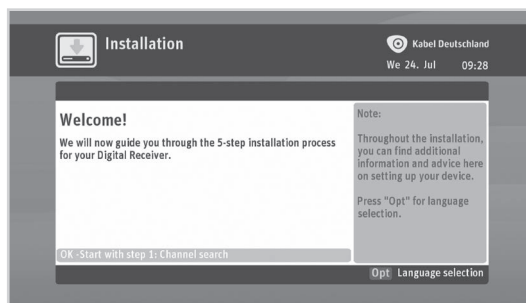 Installation
Kabel Deutschland
We 24. Jul 09:28
Welcome!
We will now guide you through the 5-step installation process
for your Digital Receiver.
Note:
Throughout the installation,
you can find additional
information and advice here
on setting up your device.
Press "Opt" for language
selection.
OK -Start with step 1: Channel search
Opt Language selection